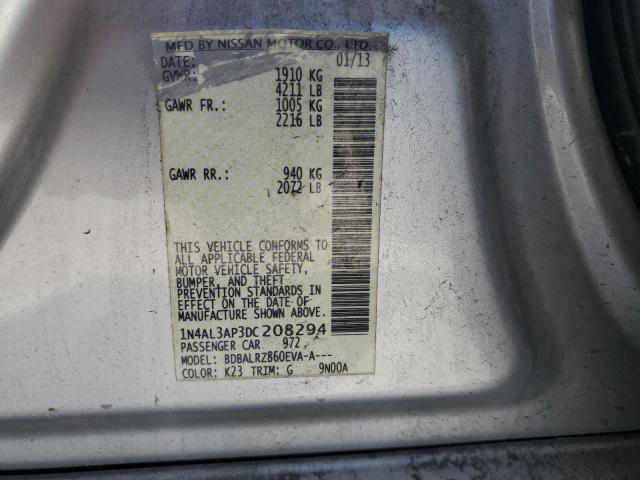 MFD BY NISSAN MOTOR CO., LTD.
DATE: 01/13
GVWR: 1910 KG
4211 LB
GAWR FR.: 1005 KG
2216 LB
GAWR RR.: 940 KG
2072 LB
THIS VEHICLE CONFORMS TO
ALL APPLICABLE FEDERAL
MOTOR VEHICLE SAFETY,
BUMPER, AND THEFT
PREVENTION STANDARDS IN
EFFECT ON THE DATE OF
MANUFACTURE SHOWN ABOVE.
1N4AL3AP3DC208294
PASSENGER CAR 972
MODEL: BDBALRZ860EVA-A---
COLOR: K23 TRIM: G 9N00A